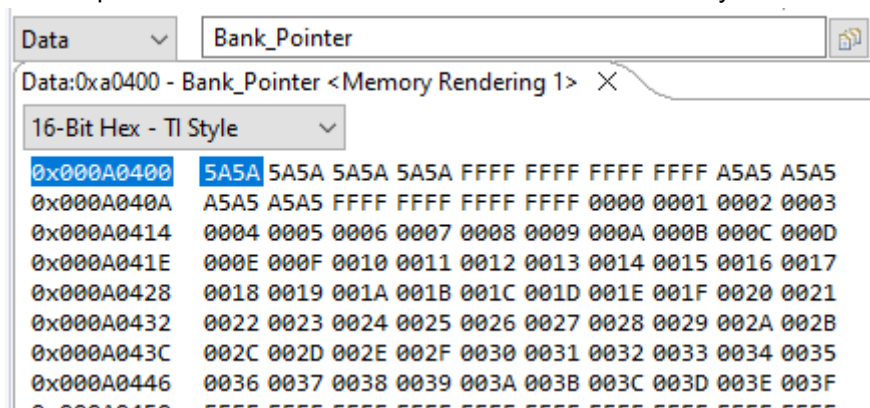 Data Bank_Pointer
Data:0xa0400 - Bank_Pointer <Memory Rendering 1>
16-Bit Hex - TI Style
0x000A0400 5A5A 5A5A 5A5A 5A5A FFFF FFFF FFFF FFFF A5A5 A5A5
0x000A040A A5A5 A5A5 FFFF FFFF FFFF FFFF 0000 0001 0002 0003
0x000A0414 0004 0005 0006 0007 0008 0009 000A 000B 000C 000D
0x000A041E 000E 000F 0010 0011 0012 0013 0014 0015 0016 0017
0x000A0428 0018 0019 001A 001B 001C 001D 001E 001F 0020 0021
0x000A0432 0022 0023 0024 0025 0026 0027 0028 0029 002A 002B
0x000A043C 002C 002D 002E 002F 0030 0031 0032 0033 0034 0035
0x000A0446 0036 0037 0038 0039 003A 003B 003C 003D 003E 003F